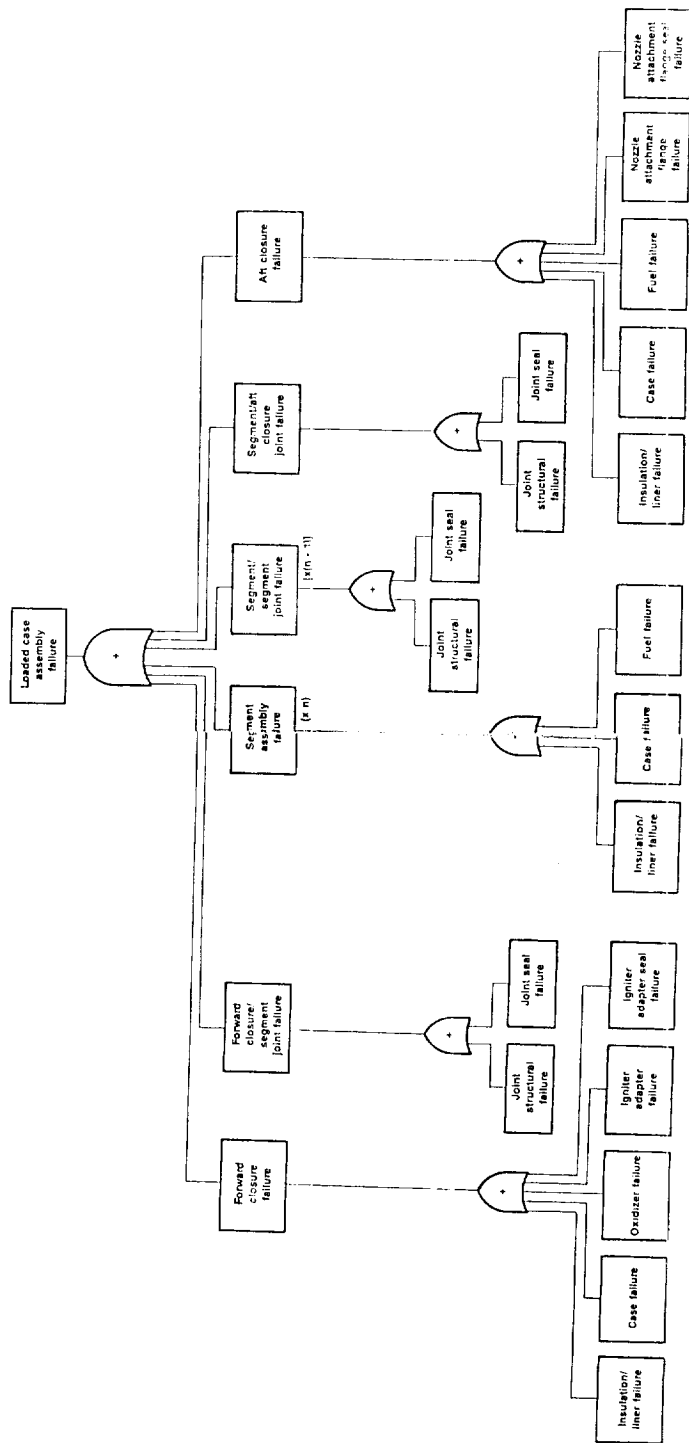 Loaded case
assembly
failure
+
Forward
closure
failure
Forward
closure/
segment
joint failure
Segment
assembly
failure
(x n)
Segment/
segment
joint failure
[x(n - 1)]
Segment/aft
closure
joint failure
Aft closure
failure
+
Insulation/
liner failure
Case failure
Oxidizer failure
Igniter
adapter
failure
Igniter
adapter seal
failure
+
Joint
structural
failure
Joint seal
failure
Insulation/
liner failure
Case failure
Fuel failure
+
Joint
structural
failure
Joint seal
failure
+
Joint
structural
failure
Joint seal
failure
+
Insulation/
liner failure
Case failure
Fuel failure
Nozzle
attachment
flange
failure
Nozzle
attachment
flange seal
failure